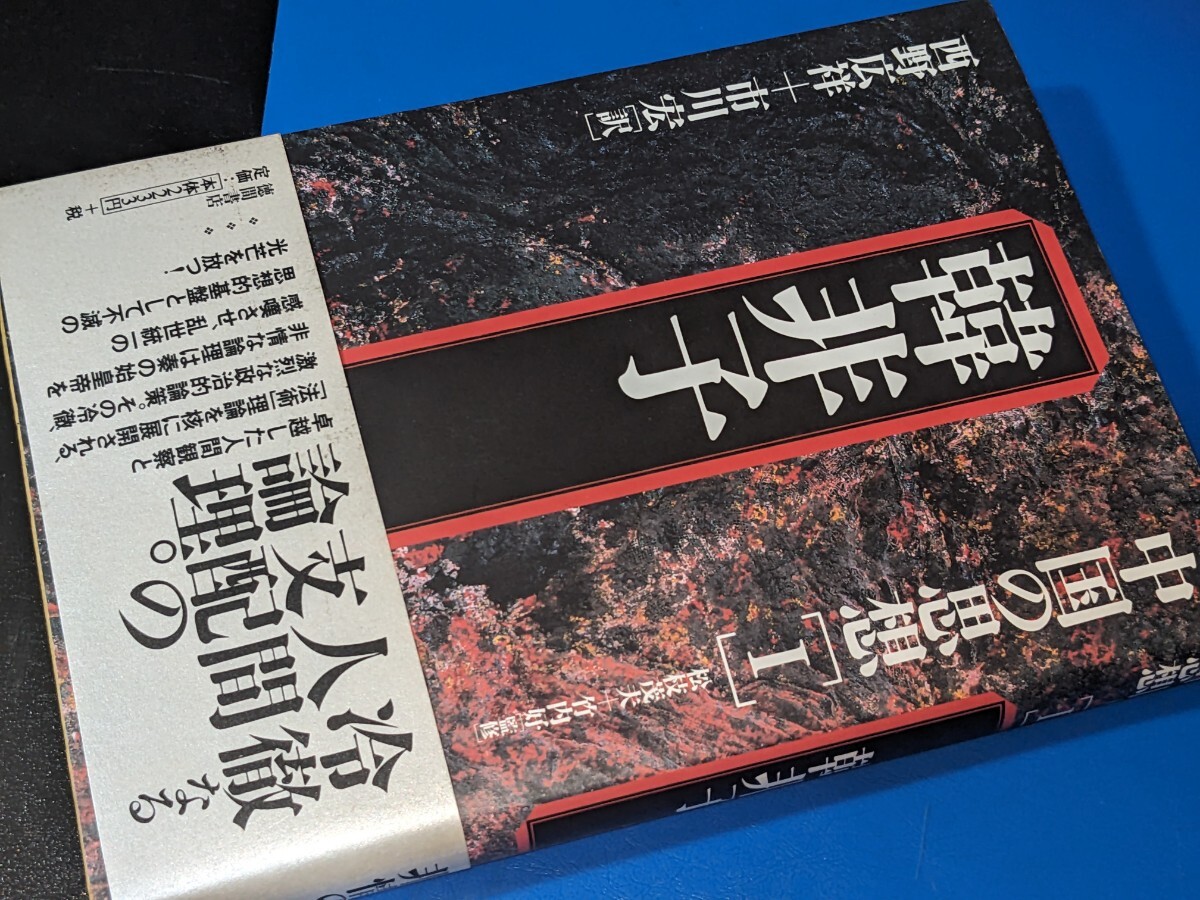 中国の思想[I]
松枝茂夫+竹内好[監修]
韓非子
西野広祥+市川宏[訳]
冷徹なる
人間支配の
論理。
卓越した人間観察と
「法術」理論を核に展開される、
激烈な政治的論策。その冷徹、
非情な論理は秦の始皇帝を
感嘆させ、乱世統一の
思想的基盤として不滅の
光芒を放つ!
徳間書店
定価:本体2533円+税
思想[I]
韓非子